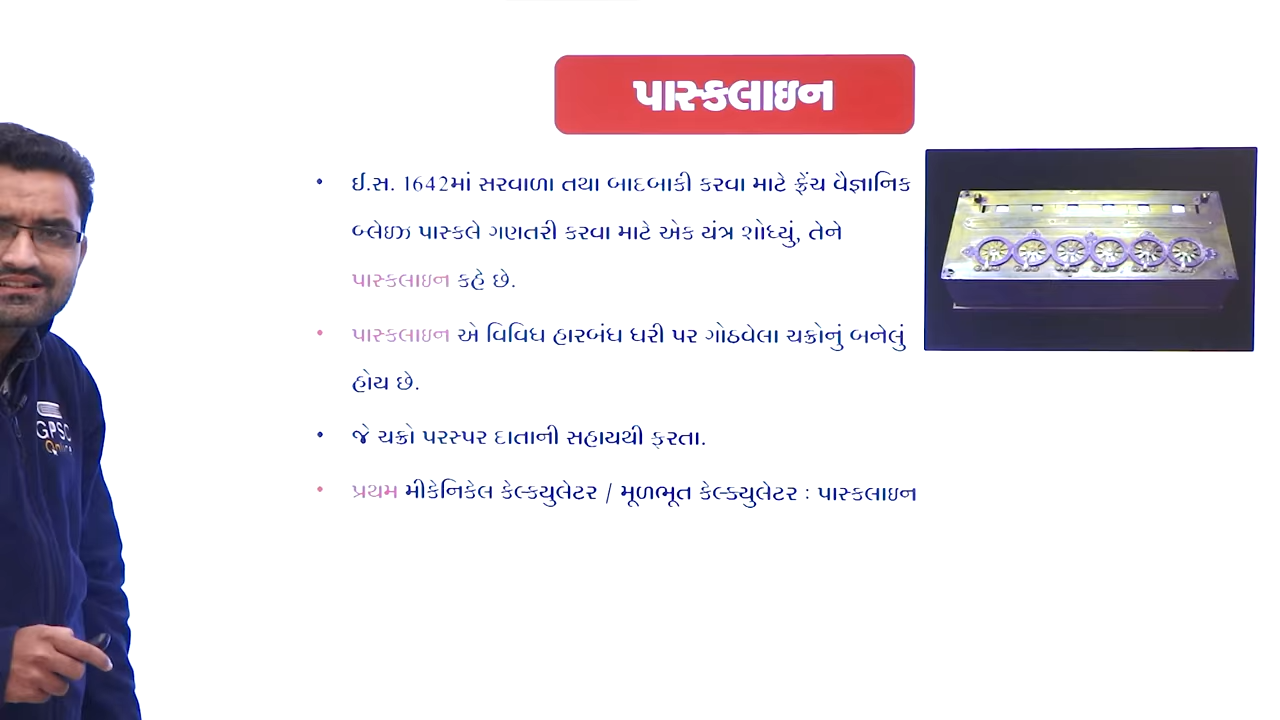 પાસ્કલાઇન
• ઈ.સ. 1642માં સરવાળા તથા બાદબાકી કરવા માટે ફ્રેંચ વૈજ્ઞાનિક
બ્લેઇઝ પાસ્કલે ગણતરી કરવા માટે એક યંત્ર શોધ્યું, તેને
પાસ્કલાઇન કહે છે.
• પાસ્કલાઇન એ વિવિધ હારબંધ ધરી પર ગોઠવેલા ચક્રોનું બનેલું
હોય છે.
• જે ચક્રો પરસ્પર દાતાની સહાયથી ફરતા.
• પ્રથમ મીકેનિકેલ કેલ્ક્યુલેટર / મૂળભૂત કેલ્ક્યુલેટર : પાસ્કલાઇન
GPSC